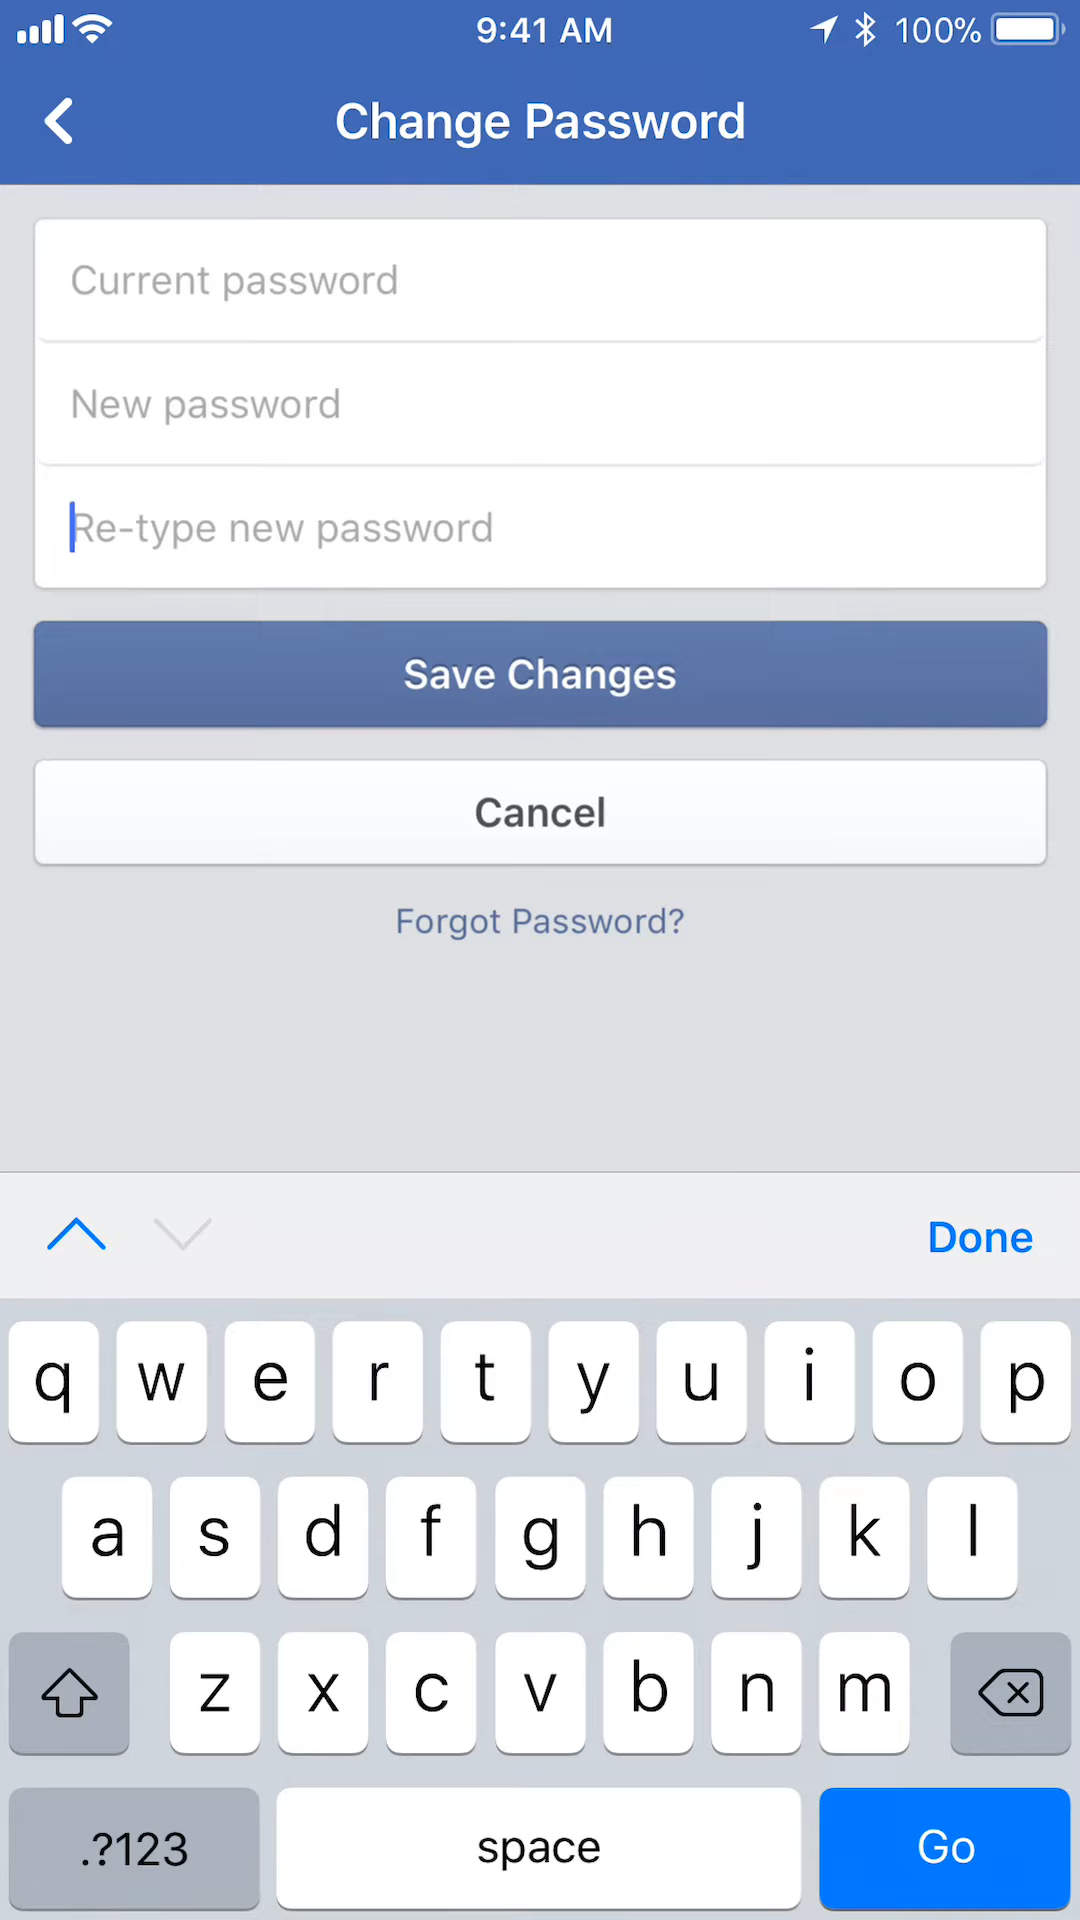 9:41 AM 100%
Change Password
Current password
New password
Re-type new password
Save Changes
Cancel
Forgot Password?
Done
q w e r t y u i o p
a s d f g h j k l
z x c v b n m
.?123 space Go